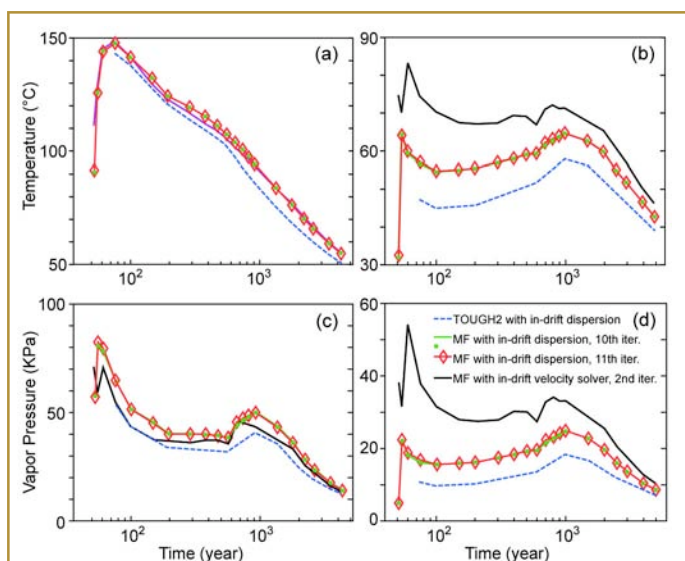 150
100
50
Temperature (°C)
(a)
10²
10³
90
60
30
(b)
10²
10³
100
50
0
Vapor Pressure (KPa)
(c)
10²
10³
Time (year)
60
40
20
0
(d)
TOUGH2 with in-drift dispersion
MF with in-drift dispersion, 10th iter.
MF with in-drift dispersion, 11th iter.
MF with in-drift velocity solver, 2nd iter.
10²
10³
Time (year)